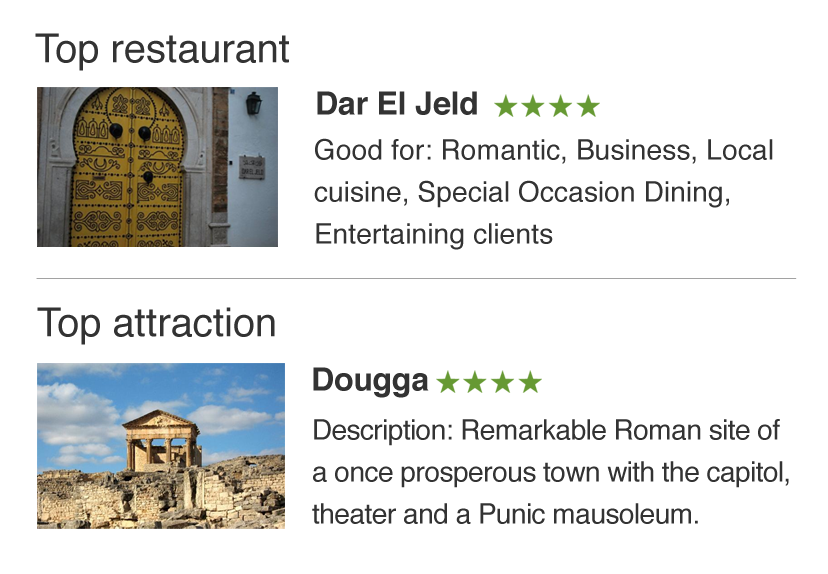 Top restaurant
Dar El Jeld ★★★★
Good for: Romantic, Business, Local
cuisine, Special Occasion Dining,
Entertaining clients
Top attraction
Dougga ★★★★
Description: Remarkable Roman site of
a once prosperous town with the capitol,
theater and a Punic mausoleum.